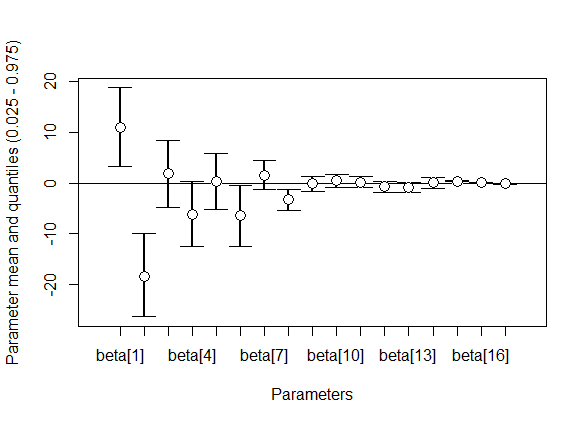 Parameter mean and quantiles (0.025 - 0.975)
20
10
0
-10
-20
beta[1] beta[4] beta[7] beta[10] beta[13] beta[16]
Parameters